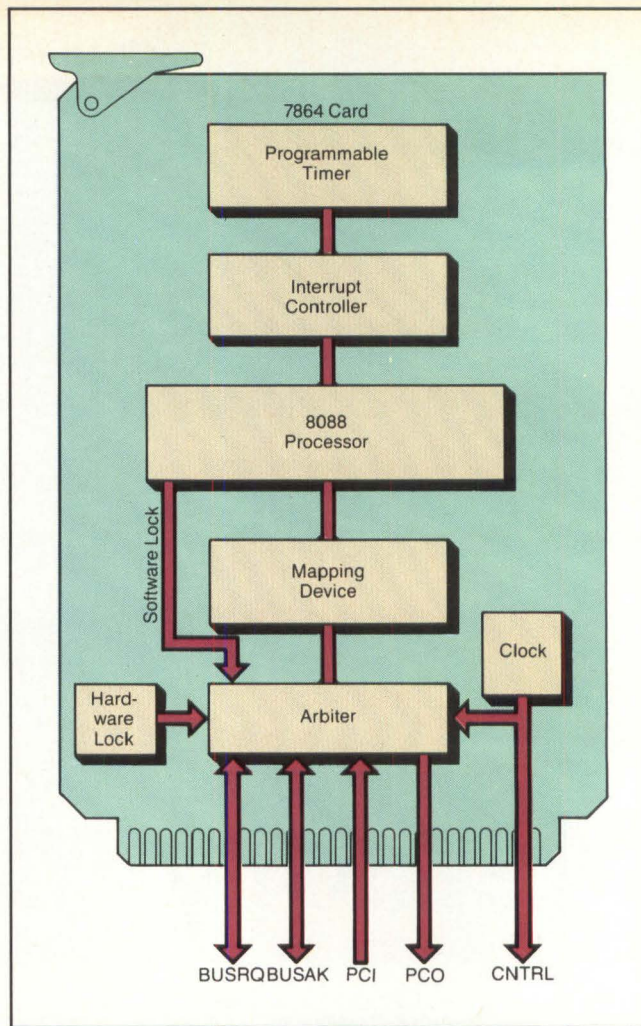 7864 Card
Programmable
Timer
Interrupt
Controller
8088
Processor
Software Lock
Mapping
Device
Clock
Hard-
ware
Lock
Arbiter
BUSRQ BUSAK PCI PCO CNTRL